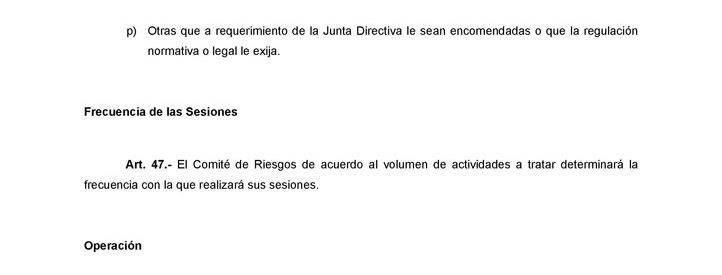 p) Otras que a requerimiento de la Junta Directiva le sean encomendadas o que la regulación
normativa o legal le exija.
Frecuencia de las Sesiones
Art. 47.- El Comité de Riesgos de acuerdo al volumen de actividades a tratar determinará la
frecuencia con la que realizará sus sesiones.
Operación